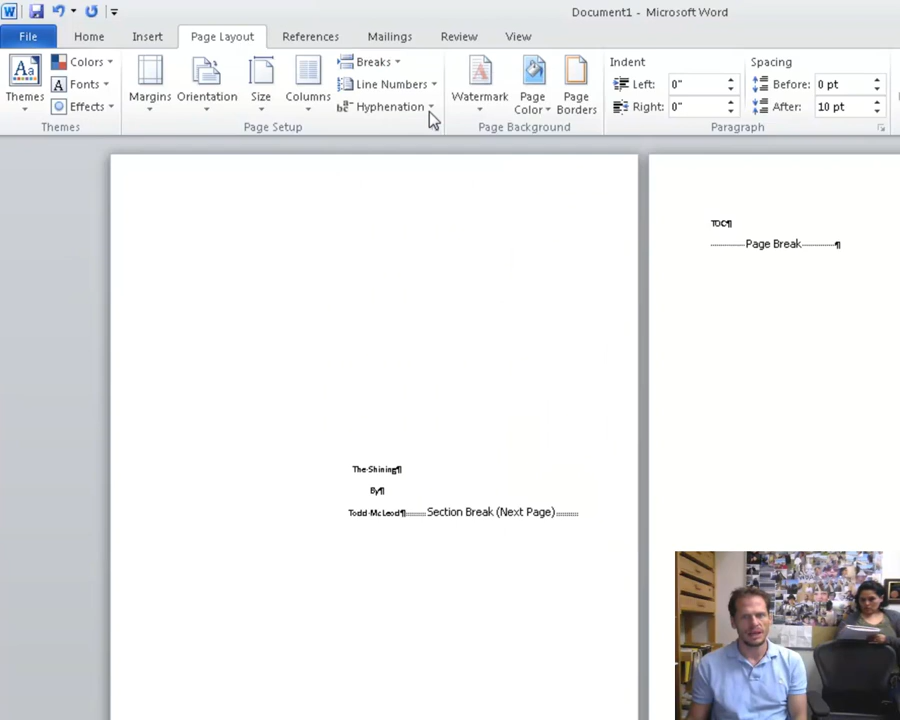 Document1 - Microsoft Word
File Home Insert Page Layout References Mailings Review View
Themes
Colors
Fonts
Effects
Themes
Margins
Orientation
Size
Columns
Breaks
Line Numbers
Hyphenation
Page Setup
Watermark
Page Color
Page Borders
Page Background
Indent
Left: 0"
Right: 0"
Spacing
Before: 0 pt
After: 10 pt
Paragraph
The·Shining¶
By¶
Todd·McLeod¶ Section Break (Next Page)
TOC¶
Page Break ¶